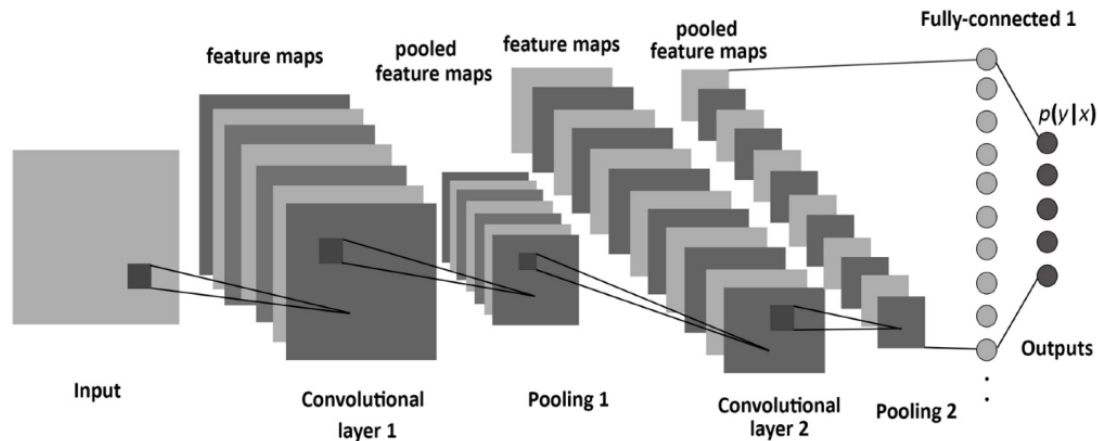 Fully-connected 1
feature maps
pooled
feature maps
feature maps
pooled
feature maps
p(y|x)
Input
Convolutional
layer 1
Pooling 1
Convolutional
layer 2
Pooling 2
Outputs